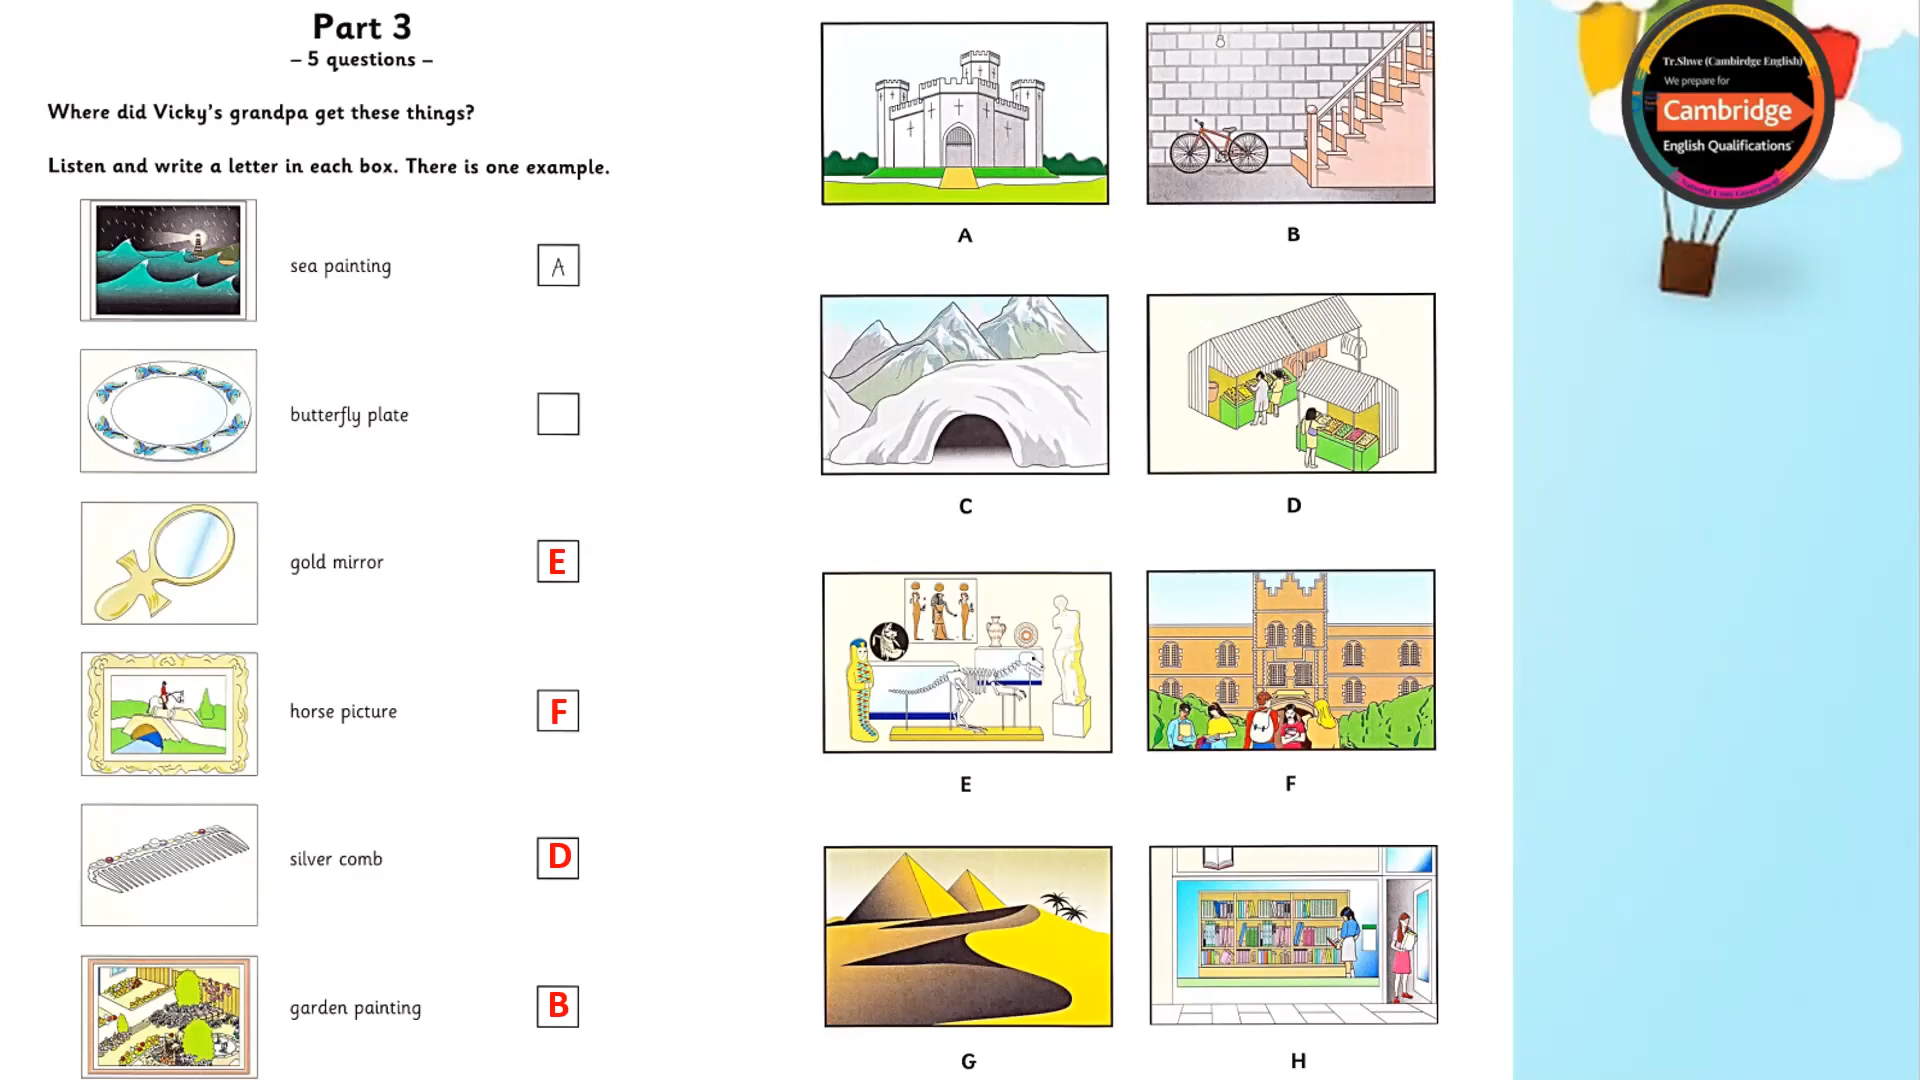 Part 3
– 5 questions –
Where did Vicky's grandpa get these things?
Listen and write a letter in each box. There is one example.
sea painting
A
butterfly plate
gold mirror
E
horse picture
F
silver comb
D
garden painting
B
A
B
C
D
E
F
G
H
Tr.Shwe (Cambirdge English)
We prepare for
Cambridge
English Qualifications